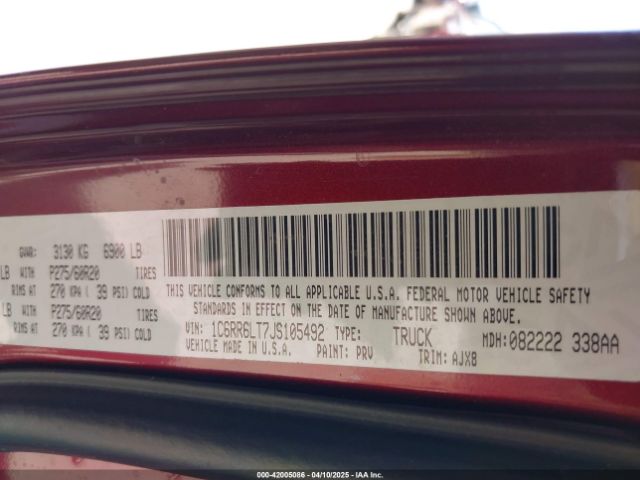 GVWR: 3130 KG 6900 LB
LB WITH P275/60R20 TIRES
RIMS AT 270 KPA( 39 PSI) COLD
LB WITH P275/60R20 TIRES
RIMS AT 270 KPA( 39 PSI) COLD
THIS VEHICLE CONFORMS TO ALL APPLICABLE U.S.A. FEDERAL MOTOR VEHICLE SAFETY
STANDARDS IN EFFECT ON THE DATE OF MANUFACTURE SHOWN ABOVE.
VIN: 1C6RR6LT7JS105492 TYPE: TRUCK MDH: 082222 338AA
VEHICLE MADE IN U.S.A. PAINT: PRV TRIM: AJX8
000-42005086 - 04/10/2025 - IAA Inc.